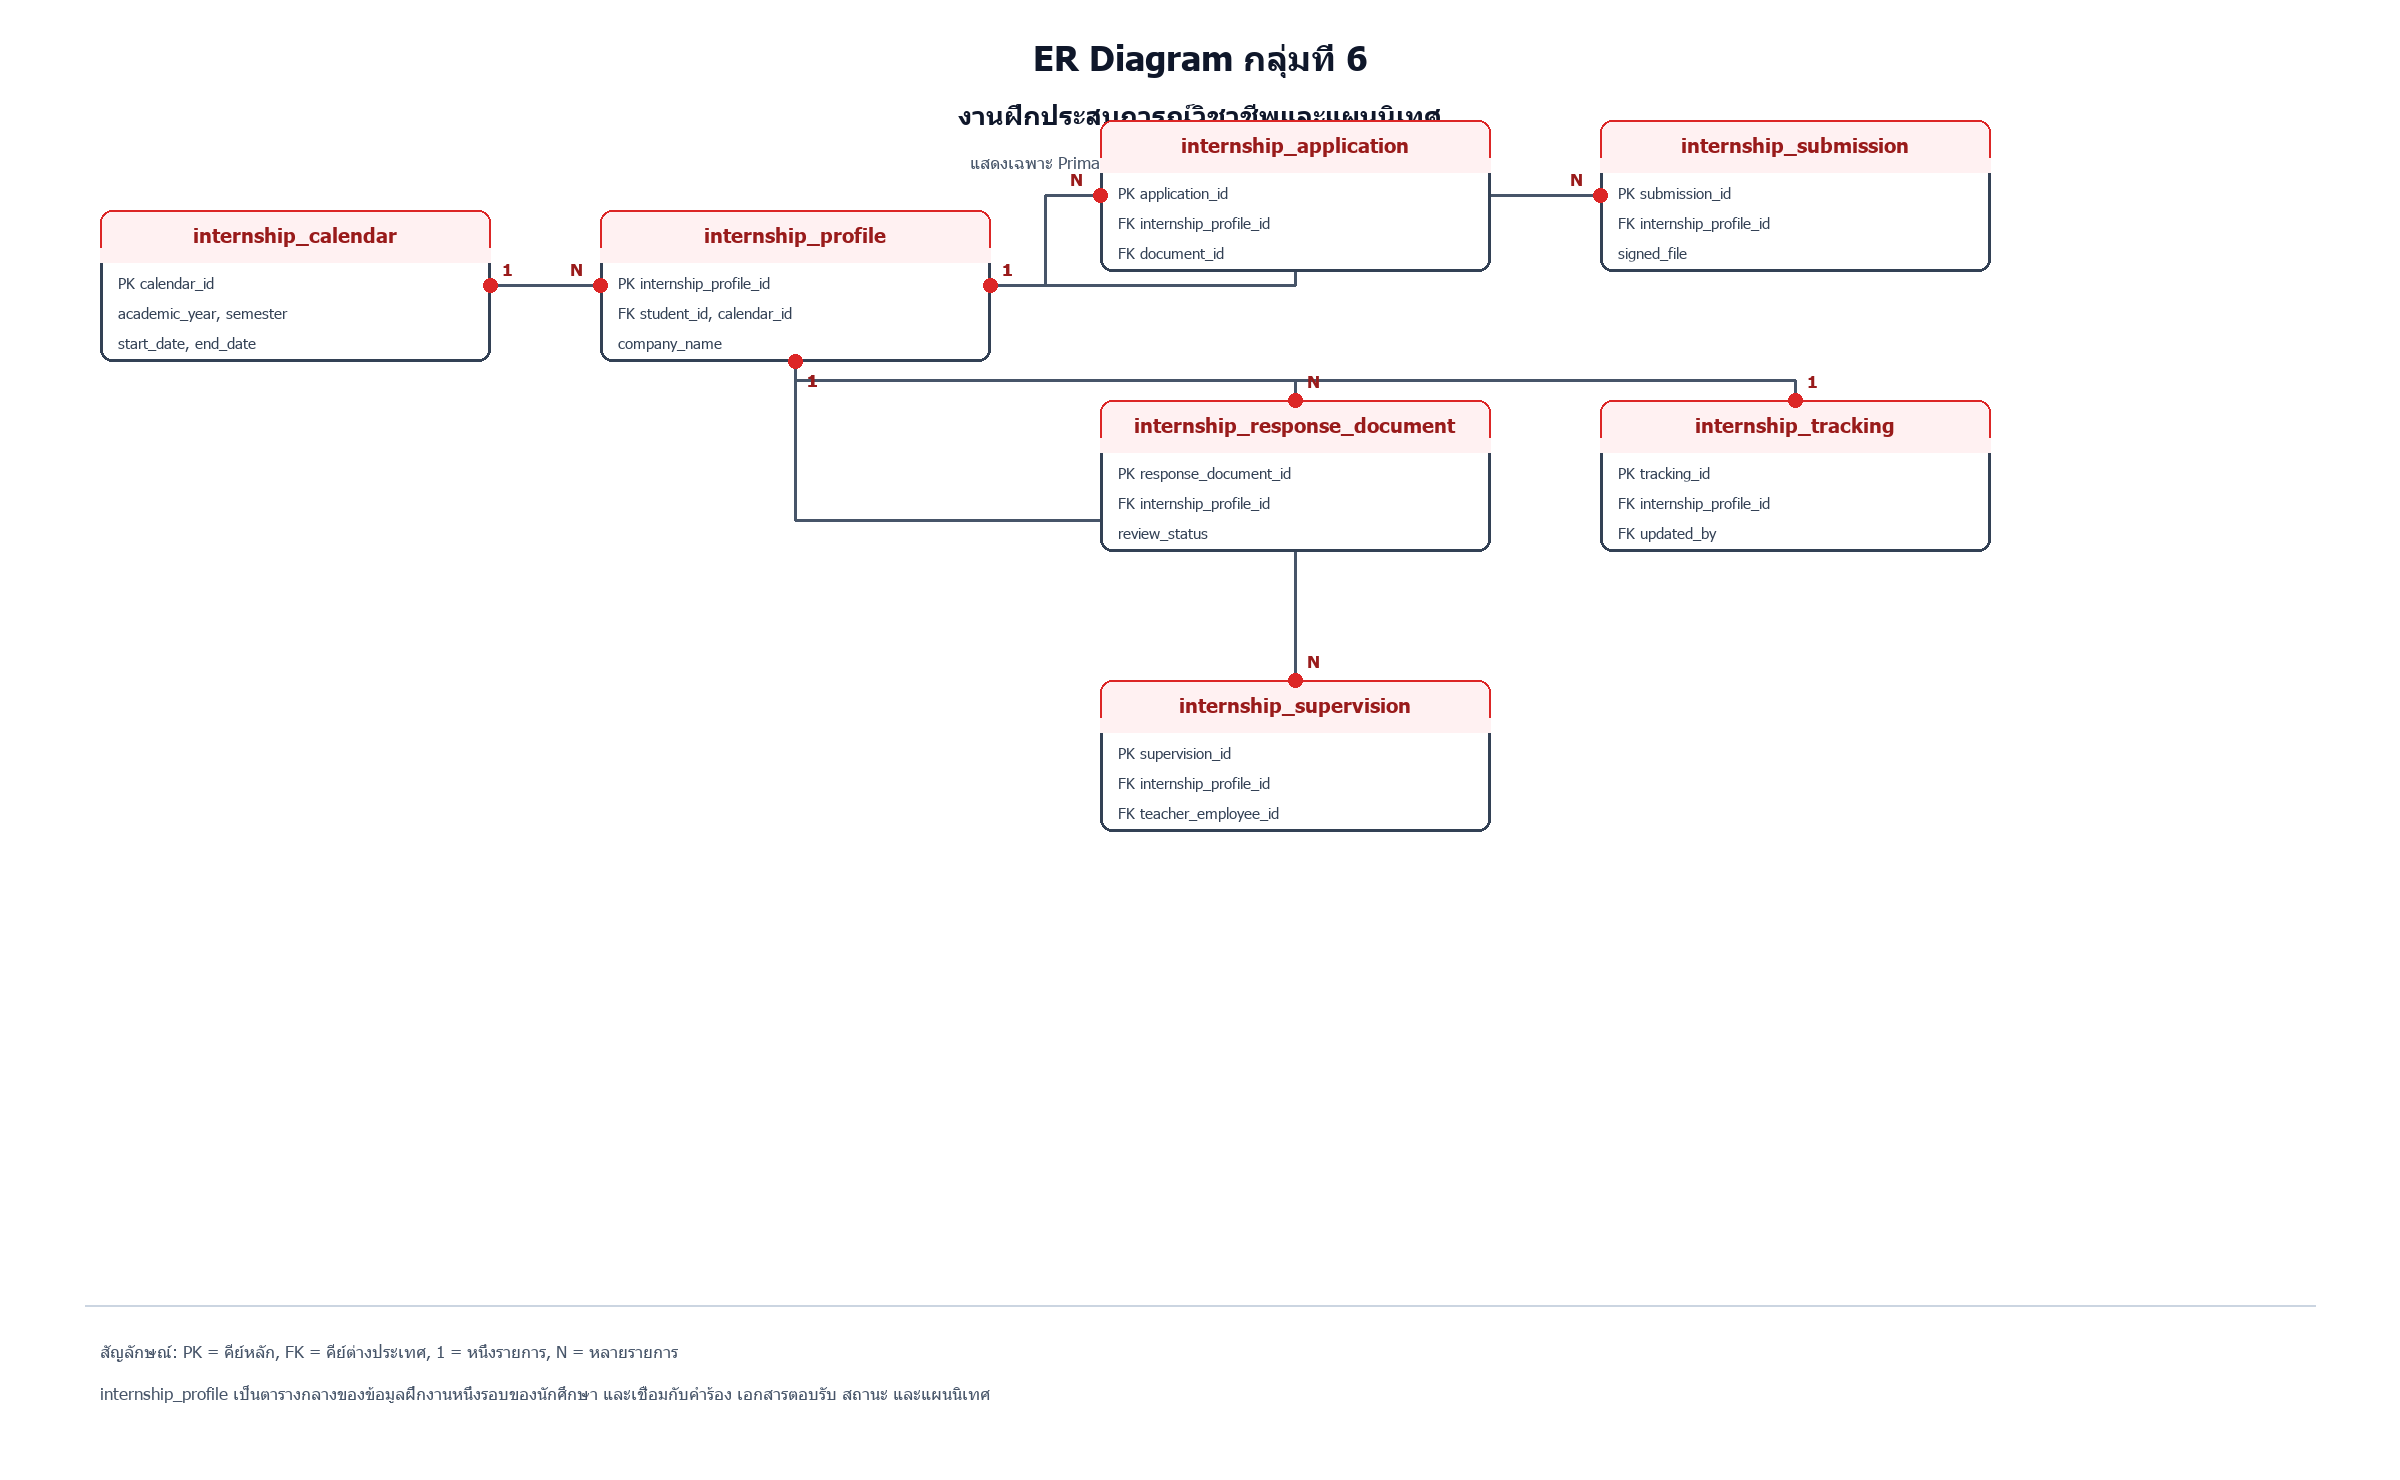 ER Diagram กลุ่มที่ 6
งานฝึกประสบการณ์วิชาชีพและแผนนิเทศ
แสดงเฉพาะ Prima
internship_application
N
PK application_id
FK internship_profile_id
FK document_id
internship_submission
N
PK submission_id
FK internship_profile_id
signed_file
internship_calendar
1
PK calendar_id
academic_year, semester
start_date, end_date
internship_profile
N
1
PK internship_profile_id
FK student_id, calendar_id
company_name
1
N
1
internship_response_document
PK response_document_id
FK internship_profile_id
review_status
internship_tracking
PK tracking_id
FK internship_profile_id
FK updated_by
N
internship_supervision
PK supervision_id
FK internship_profile_id
FK teacher_employee_id
สัญลักษณ์: PK = คีย์หลัก, FK = คีย์ต่างประเทศ, 1 = หนึ่งรายการ, N = หลายรายการ
internship_profile เป็นตารางกลางของข้อมูลฝึกงานหนึ่งรอบของนักศึกษา และเชื่อมกับคำร้อง เอกสารตอบรับ สถานะ และแผนนิเทศ